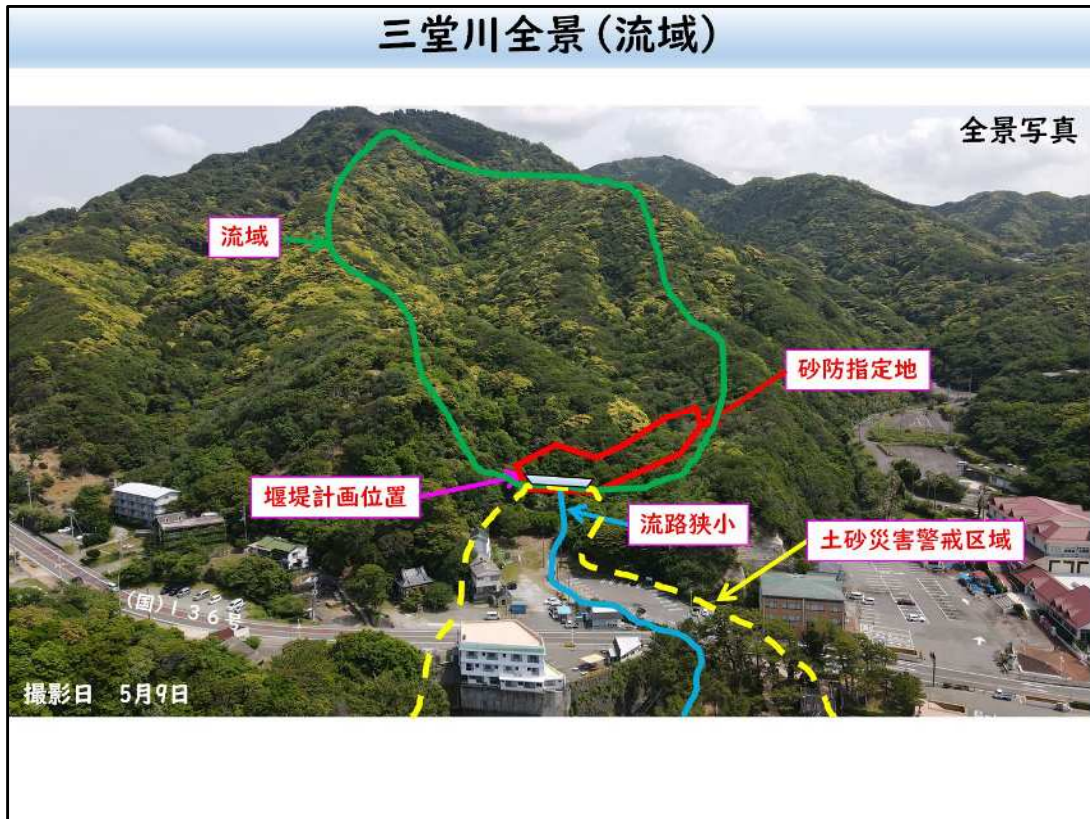 三堂川全景(流域)
全景写真
流域
砂防指定地
堰堤計画位置
流路狭小
土砂災害警戒区域
(国)136号
撮影日 5月9日